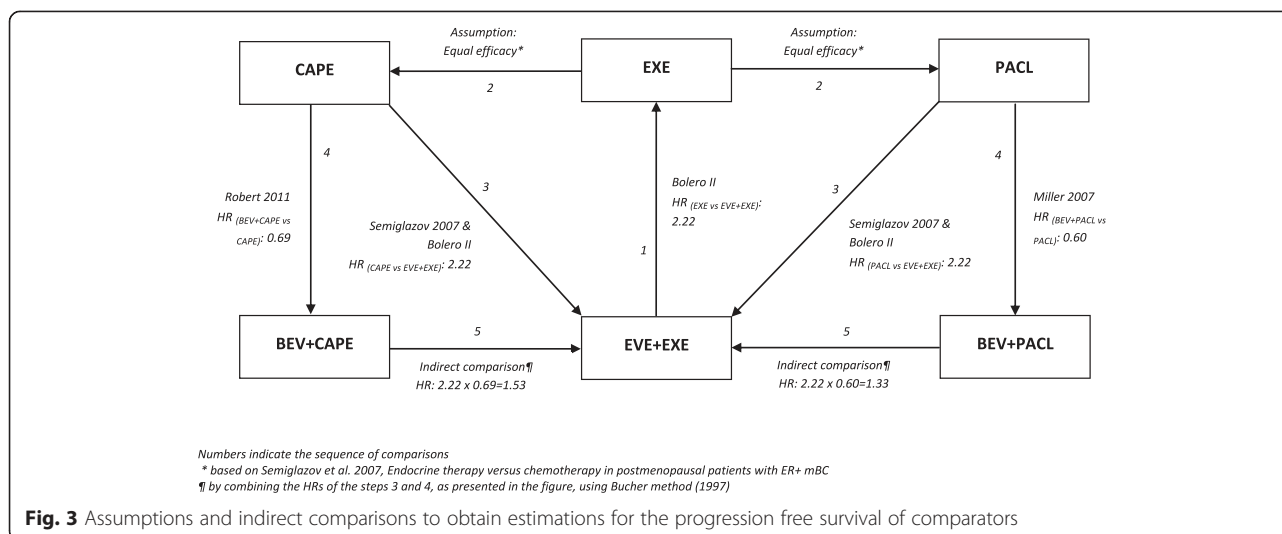 Assumption:
Equal efficacy*
Assumption:
Equal efficacy*
CAPE
EXE
PACL
2
2
4
3
1
3
4
Robert 2011
HR (BEV+CAPE vs
CAPE): 0.69
Semiglazov 2007 &
Bolero II
HR (CAPE vs EVE+EXE): 2.22
Bolero II
HR (EXE vs EVE+EXE):
2.22
Semiglazov 2007 &
Bolero II
HR (PACL vs EVE+EXE): 2.22
Miller 2007
HR (BEV+PACL vs
PACL): 0.60
BEV+CAPE
5
EVE+EXE
5
BEV+PACL
Indirect comparison¶
HR: 2.22 x 0.69=1.53
Indirect comparison¶
HR: 2.22 x 0.60=1.33
Numbers indicate the sequence of comparisons
* based on Semiglazov et al. 2007, Endocrine therapy versus chemotherapy in postmenopausal patients with ER+ mBC
¶ by combining the HRs of the steps 3 and 4, as presented in the figure, using Bucher method (1997)
Fig. 3 Assumptions and indirect comparisons to obtain estimations for the progression free survival of comparators